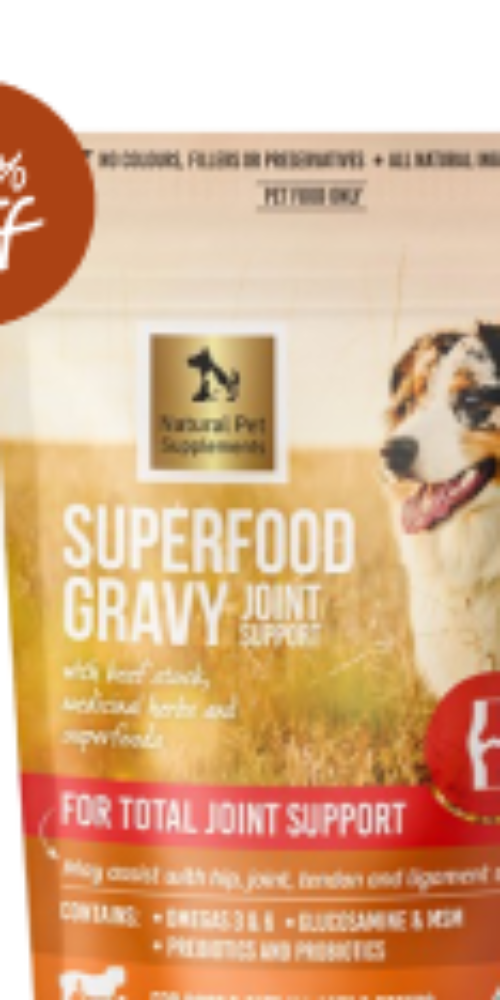 %
ff
NO COLOURS, FILLERS OR PRESERVATIVES + ALL NATURAL
PET FOOD ONLY
Natural Pet
Supplements
SUPERFOOD
GRAVY JOINT
SUPPORT
with beef stock,
medicinal herbs and
superfoods
FOR TOTAL JOINT SUPPORT
May assist with hip, joint, tendon and ligament
CONTAINS: • OMEGAS 3 & 6 • GLUCOSAMINE & MSM
• PREBIOTICS AND PROBIOTICS